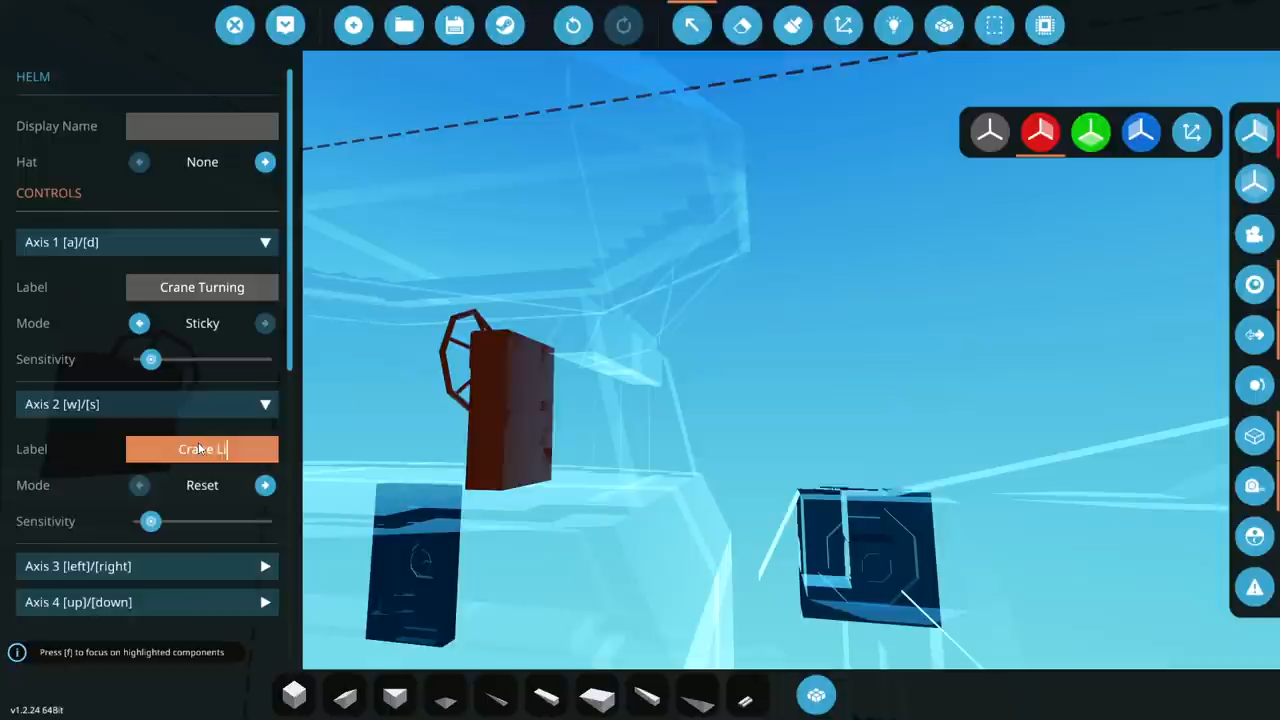 HELM
Display Name
Hat None
CONTROLS
Axis 1 [a]/[d]
Label Crane Turning
Mode Sticky
Sensitivity
Axis 2 [w]/[s]
Label Crane Li
Mode Reset
Sensitivity
Axis 3 [left]/[right]
Axis 4 [up]/[down]
Press [f] to focus on highlighted components
v1.2.24 64Bit